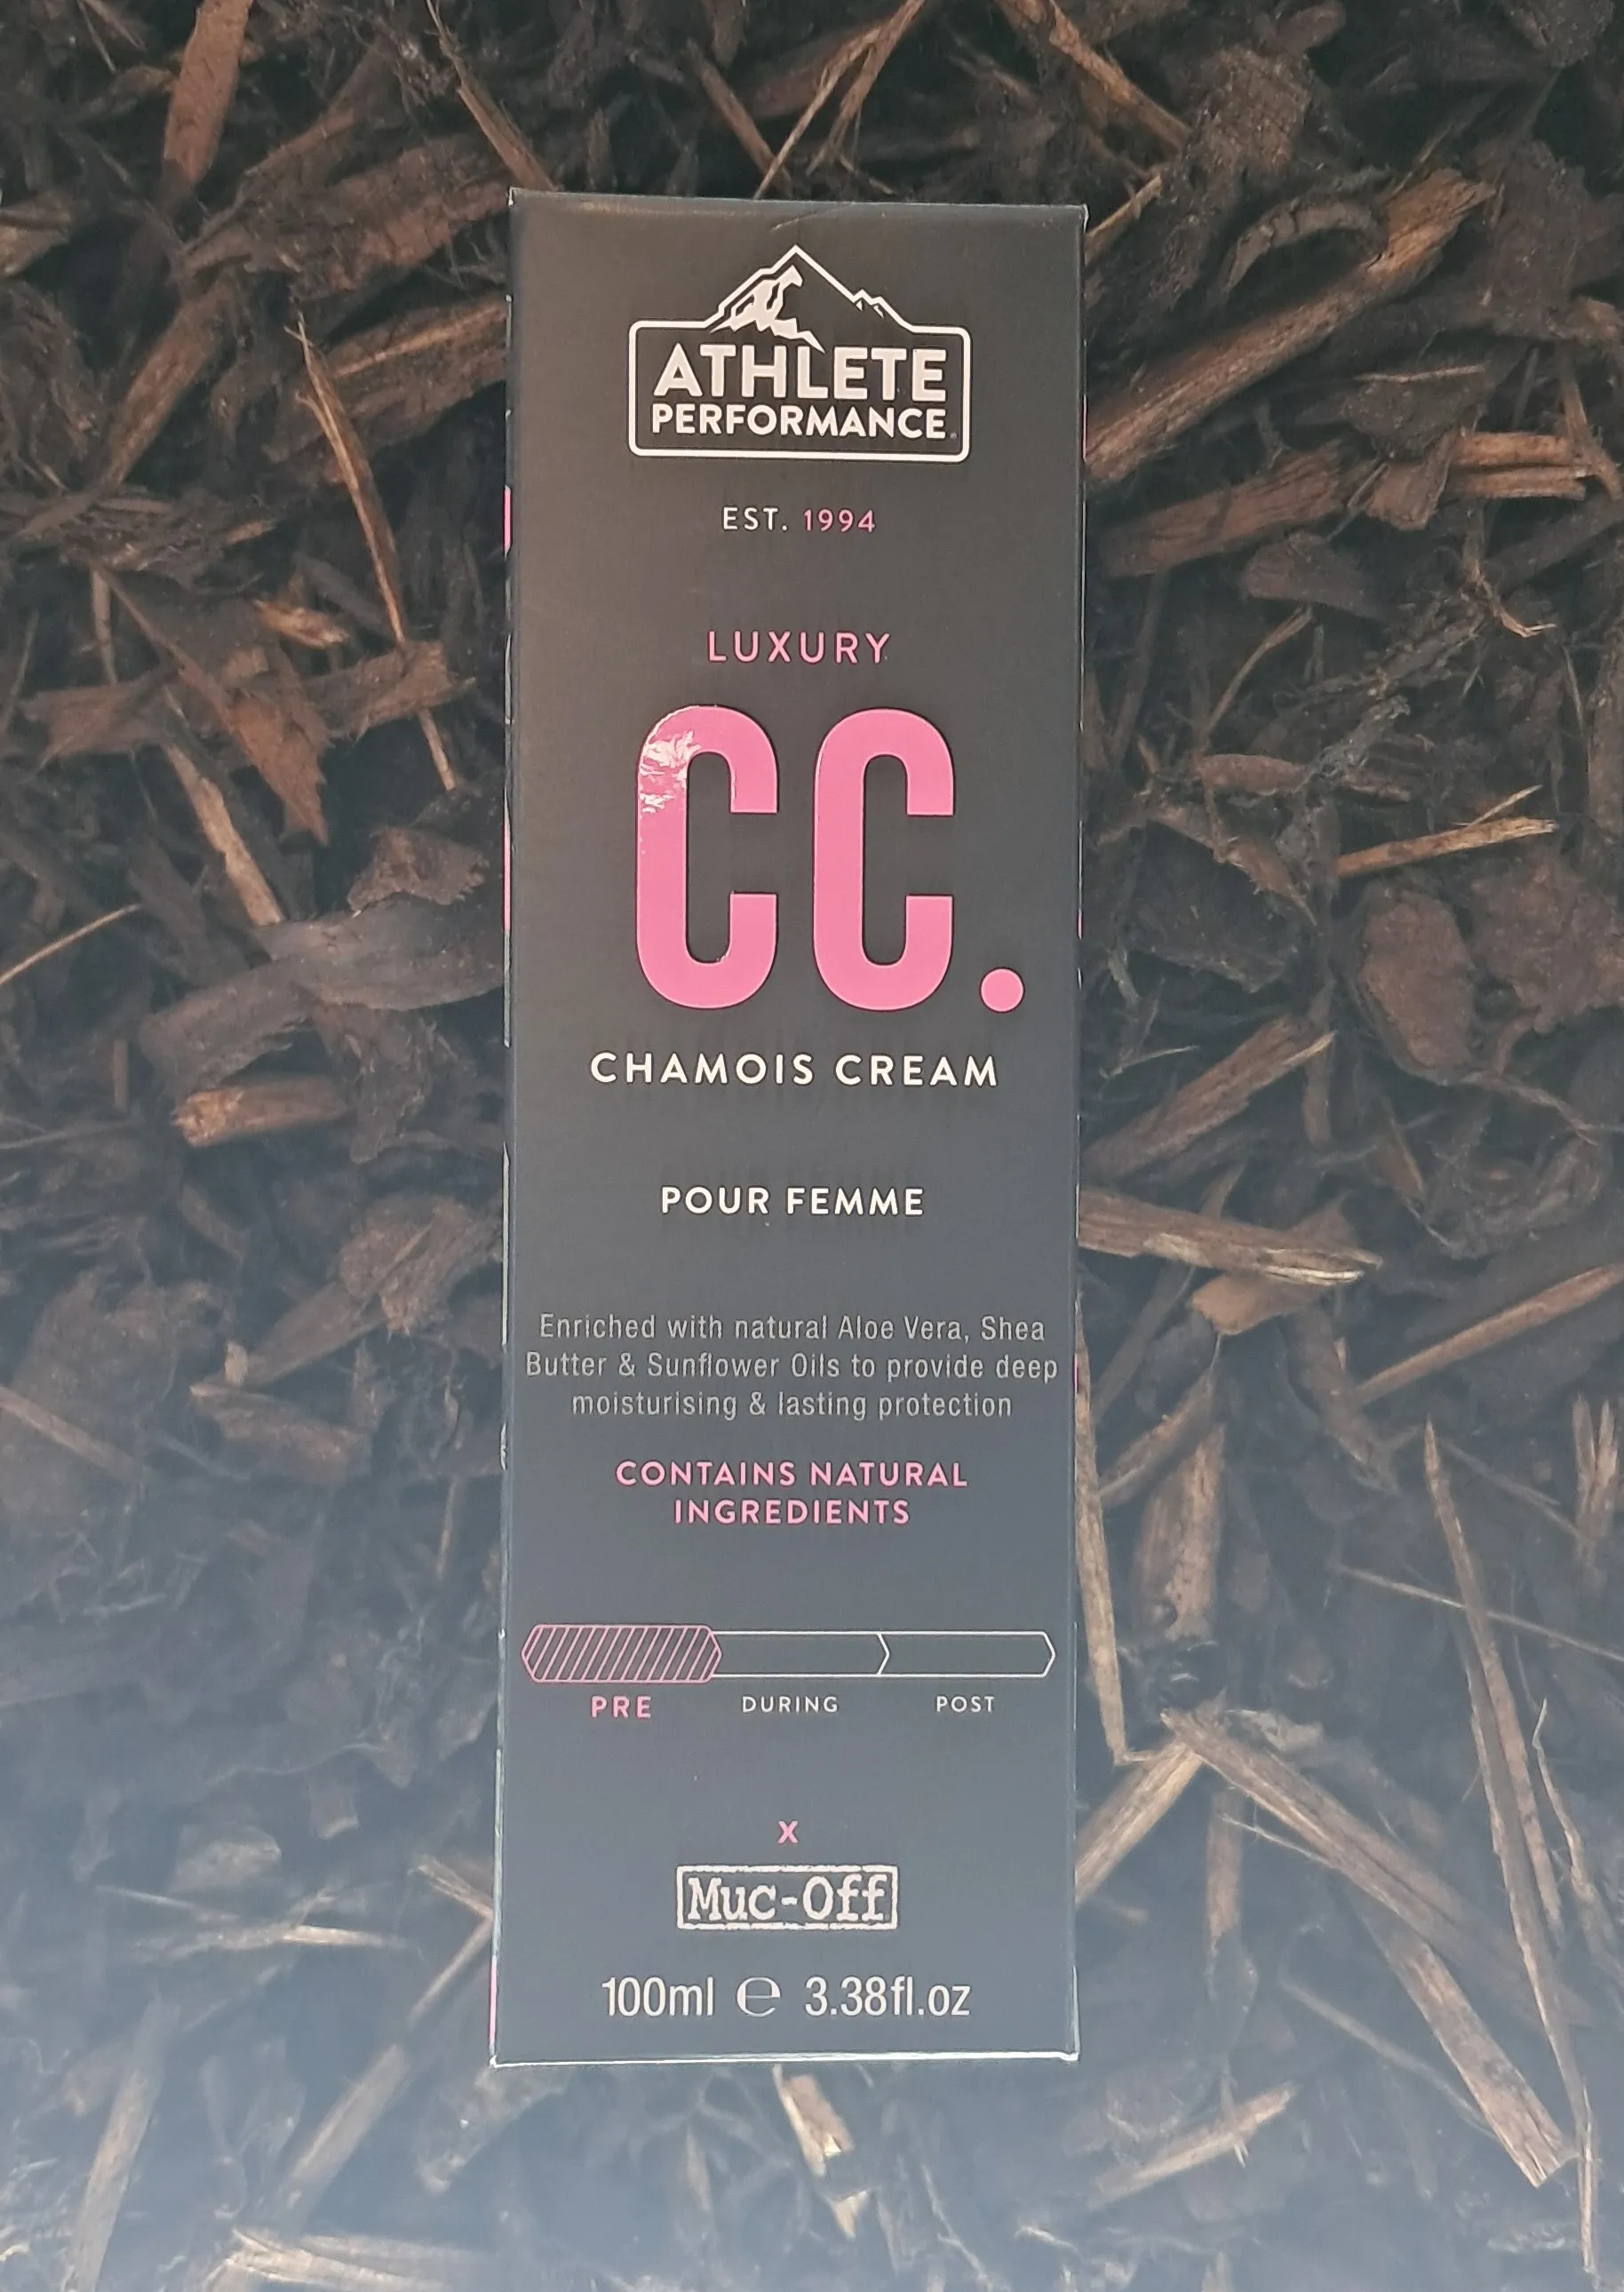 ATHLETE
PERFORMANCE®
EST. 1994
LUXURY
CC.
CHAMOIS CREAM
POUR FEMME
Enriched with natural Aloe Vera, Shea
Butter & Sunflower Oils to provide deep
moisturising & lasting protection
CONTAINS NATURAL
INGREDIENTS
PRE DURING POST
x
Muc-Off
100ml ℮ 3.38fl.oz